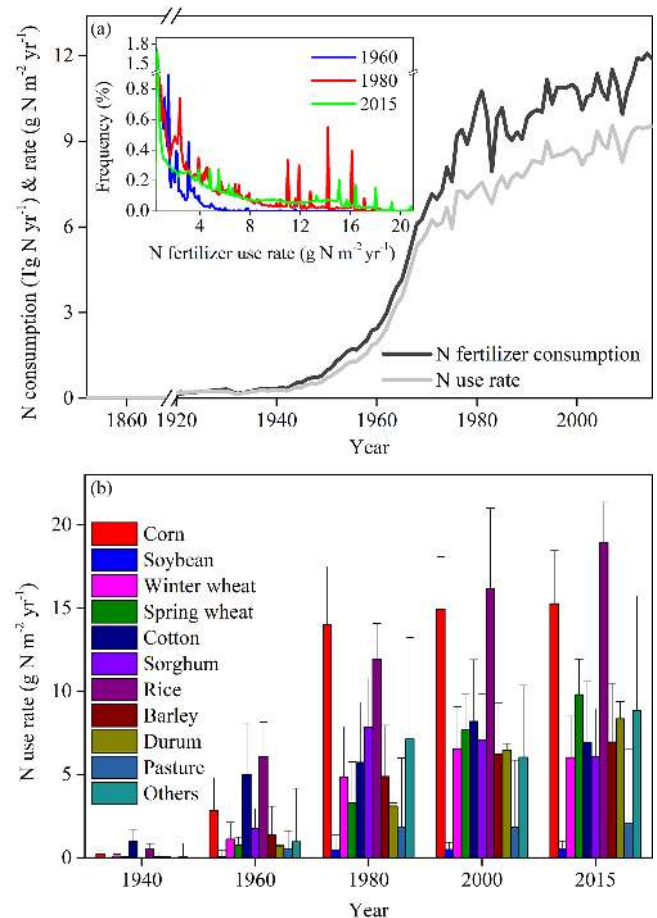 (a)
N consumption (Tg N yr⁻¹) & rate (g N m⁻² yr⁻¹)
12
9
6
3
0
1860 1920 1940 1960 1980 2000
Year
N fertilizer consumption
N use rate
Frequency (%)
1.8
1.5
0.8
0.6
0.4
0.2
0.0
4 8 12 16 20
N fertilizer use rate (g N m⁻² yr⁻¹)
1960
1980
2015
(b)
N use rate (g N m⁻² yr⁻¹)
20
15
10
5
0
Corn
Soybean
Winter wheat
Spring wheat
Cotton
Sorghum
Rice
Barley
Durum
Pasture
Others
1940 1960 1980 2000 2015
Year